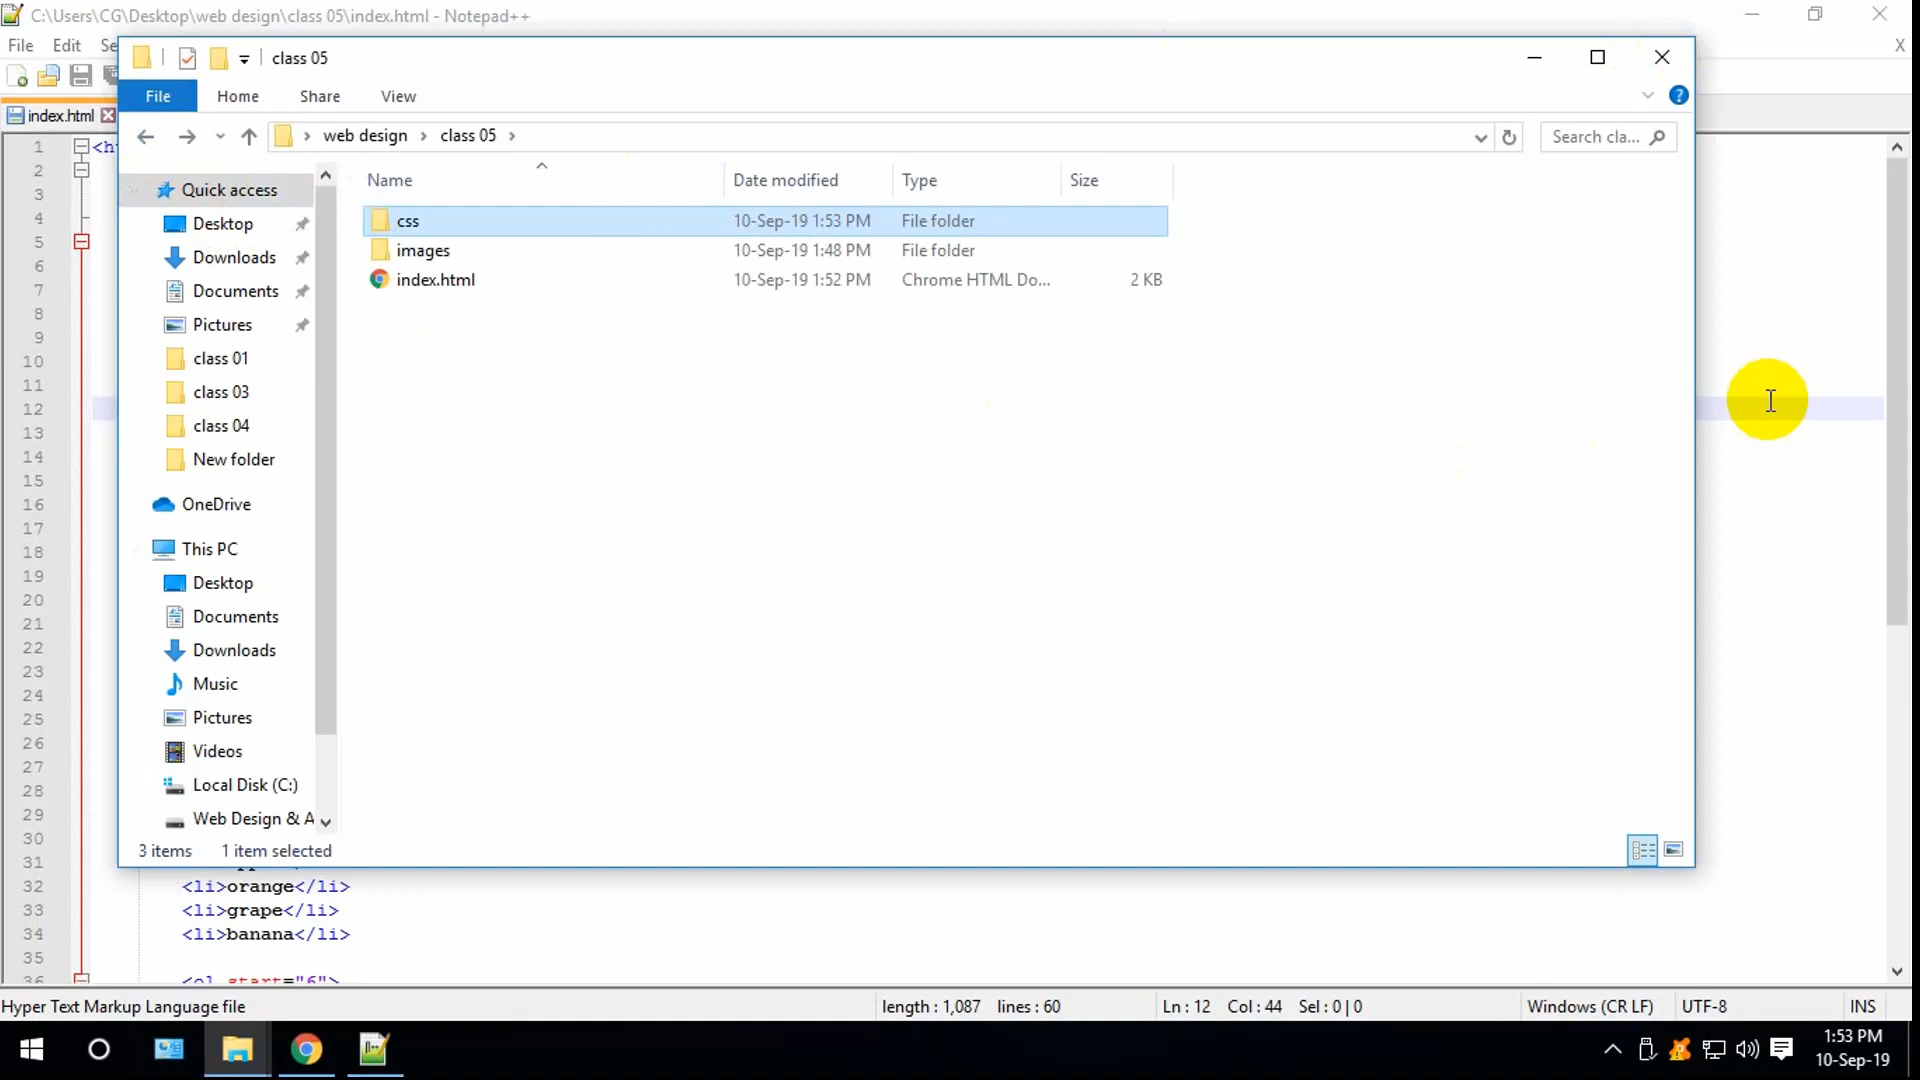 C:\Users\CG\Desktop\web design\class 05\index.html - Notepad++
File Edit Se
class 05
File Home Share View
index.html
web design class 05
Search cla...
1 <h
2
3
4
5
6
7
8
9
10
11
12
13
14
15
16
17
18
19
20
21
22
23
24
25
26
27
28
29
30
31
Quick access
Desktop
Downloads
Documents
Pictures
class 01
class 03
class 04
New folder
OneDrive
This PC
Desktop
Documents
Downloads
Music
Pictures
Videos
Local Disk (C:)
Web Design & A
Name Date modified Type Size
css 10-Sep-19 1:53 PM File folder
images 10-Sep-19 1:48 PM File folder
index.html 10-Sep-19 1:52 PM Chrome HTML Do... 2 KB
3 items 1 item selected
32 <li>orange</li>
33 <li>grape</li>
34 <li>banana</li>
35
36 <ol start="6">
Hyper Text Markup Language file length : 1,087 lines : 60 Ln : 12 Col : 44 Sel : 0 | 0 Windows (CR LF) UTF-8 INS
1:53 PM
10-Sep-19